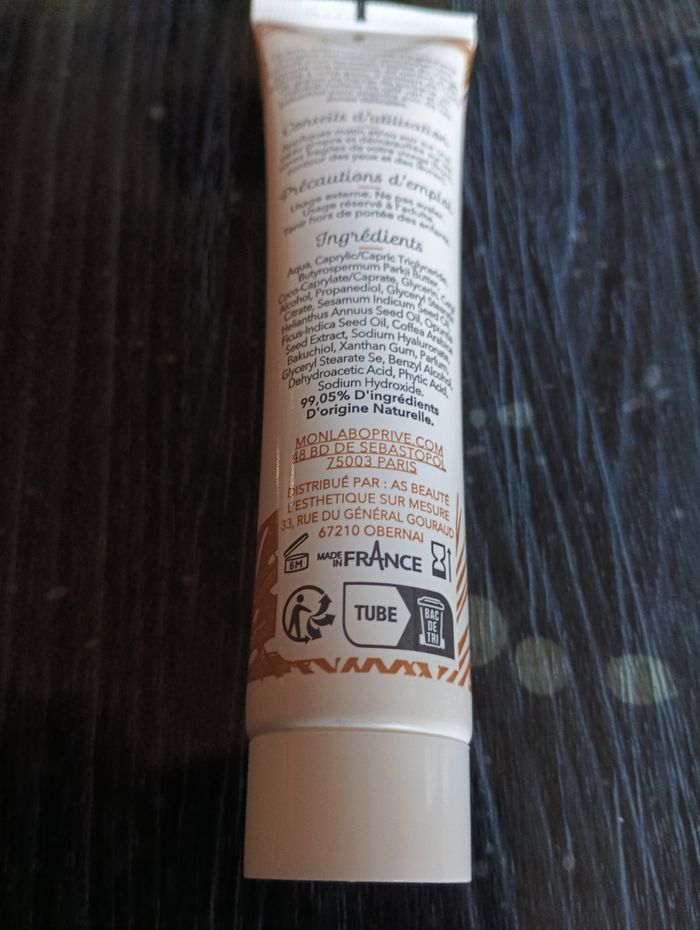 Conseils d'utilisation
Précautions d'emploi
Usage externe. Ne pas avaler.
Usage réservé à l'adulte.
Tenir hors de portée des enfants.
Ingrédients
Aqua, Caprylic/Capric Triglyceride,
Butyrospermum Parkii Butter,
Coco-Caprylate/Caprate, Glycerin, Cetyl
Alcohol, Propanediol, Glyceryl Stearate
Citrate, Sesamum Indicum Seed Oil,
Helianthus Annuus Seed Oil, Opuntia
Ficus-Indica Seed Oil, Coffea Arabica
Seed Extract, Sodium Hyaluronate,
Bakuchiol, Xanthan Gum, Parfum,
Glyceryl Stearate Se, Benzyl Alcohol,
Dehydroacetic Acid, Phytic Acid,
Sodium Hydroxide.
99,05% D'ingrédients
D'origine Naturelle.
MONLABOPRIVE.COM
48 BD DE SEBASTOPOL
75003 PARIS
DISTRIBUÉ PAR : AS BEAUTÉ
L'ESTHETIQUE SUR MESURE
33, RUE DU GÉNÉRAL GOURAUD
67210 OBERNAI
6M
MADE IN FRANCE
TUBE
BAC
DE
TRI